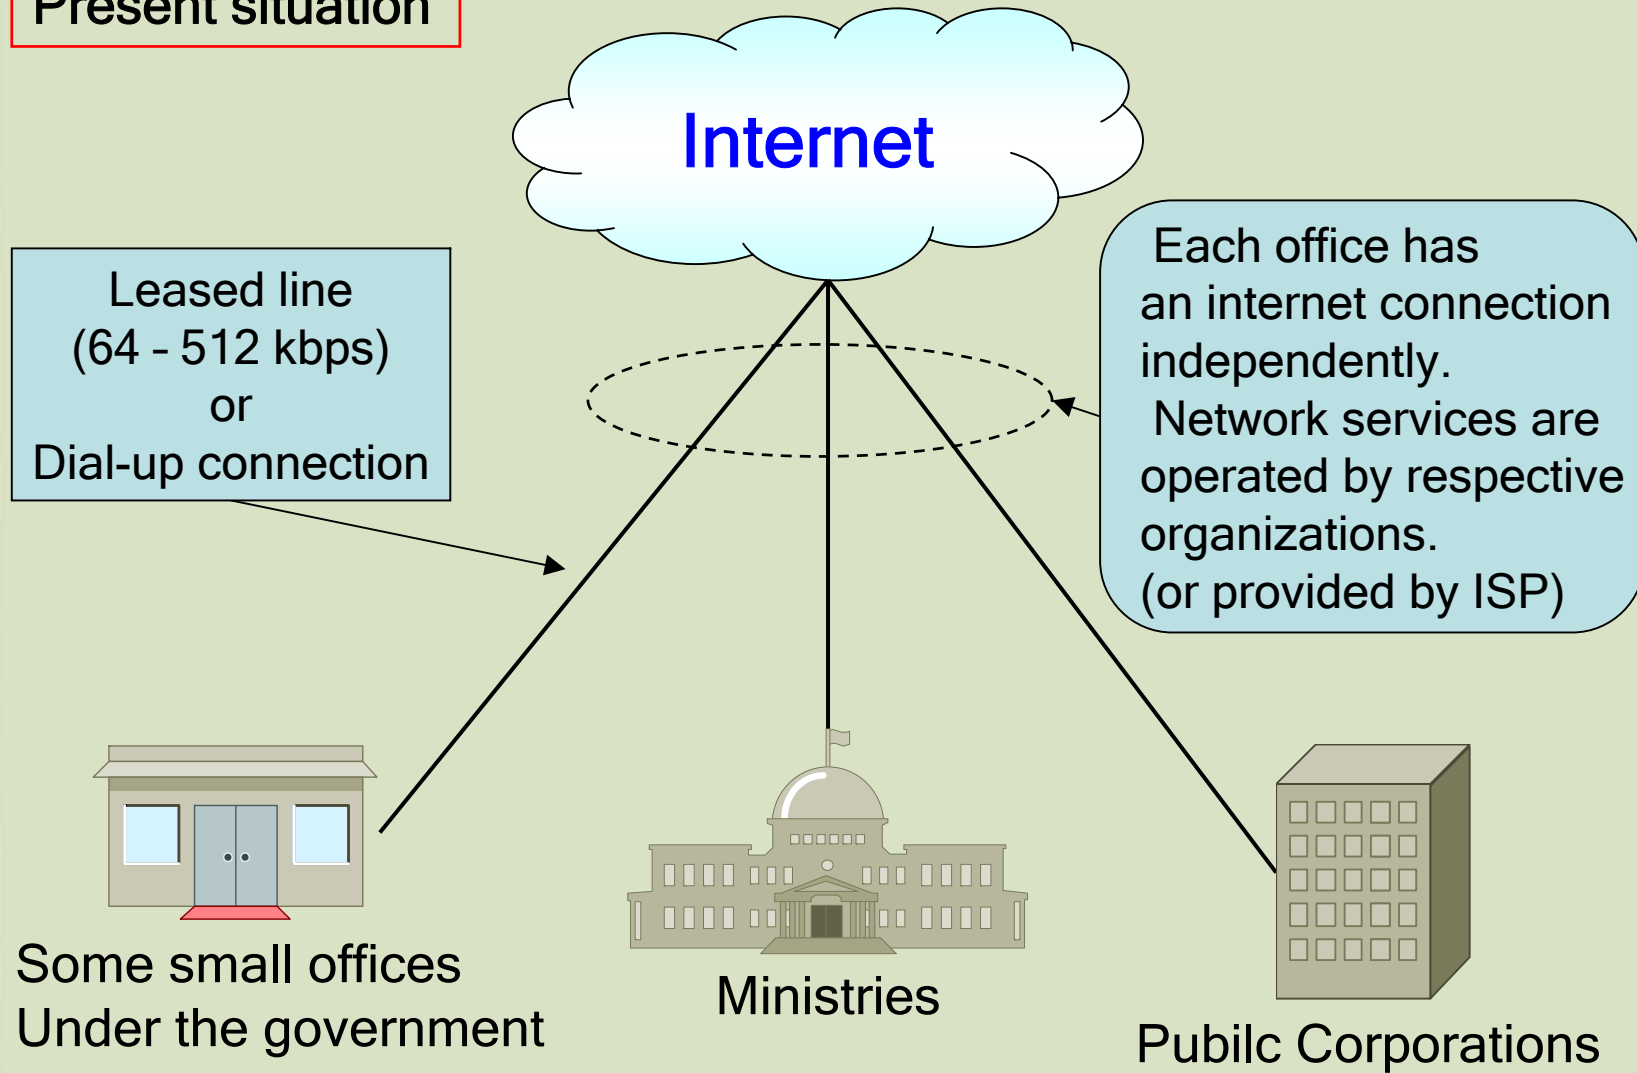 Present situation
Internet
Leased line
(64 - 512 kbps)
or
Dial-up connection
Each office has
an internet connection
independently.
Network services are
operated by respective
organizations.
(or provided by ISP)
Some small offices
Under the government
Ministries
Pubilc Corporations